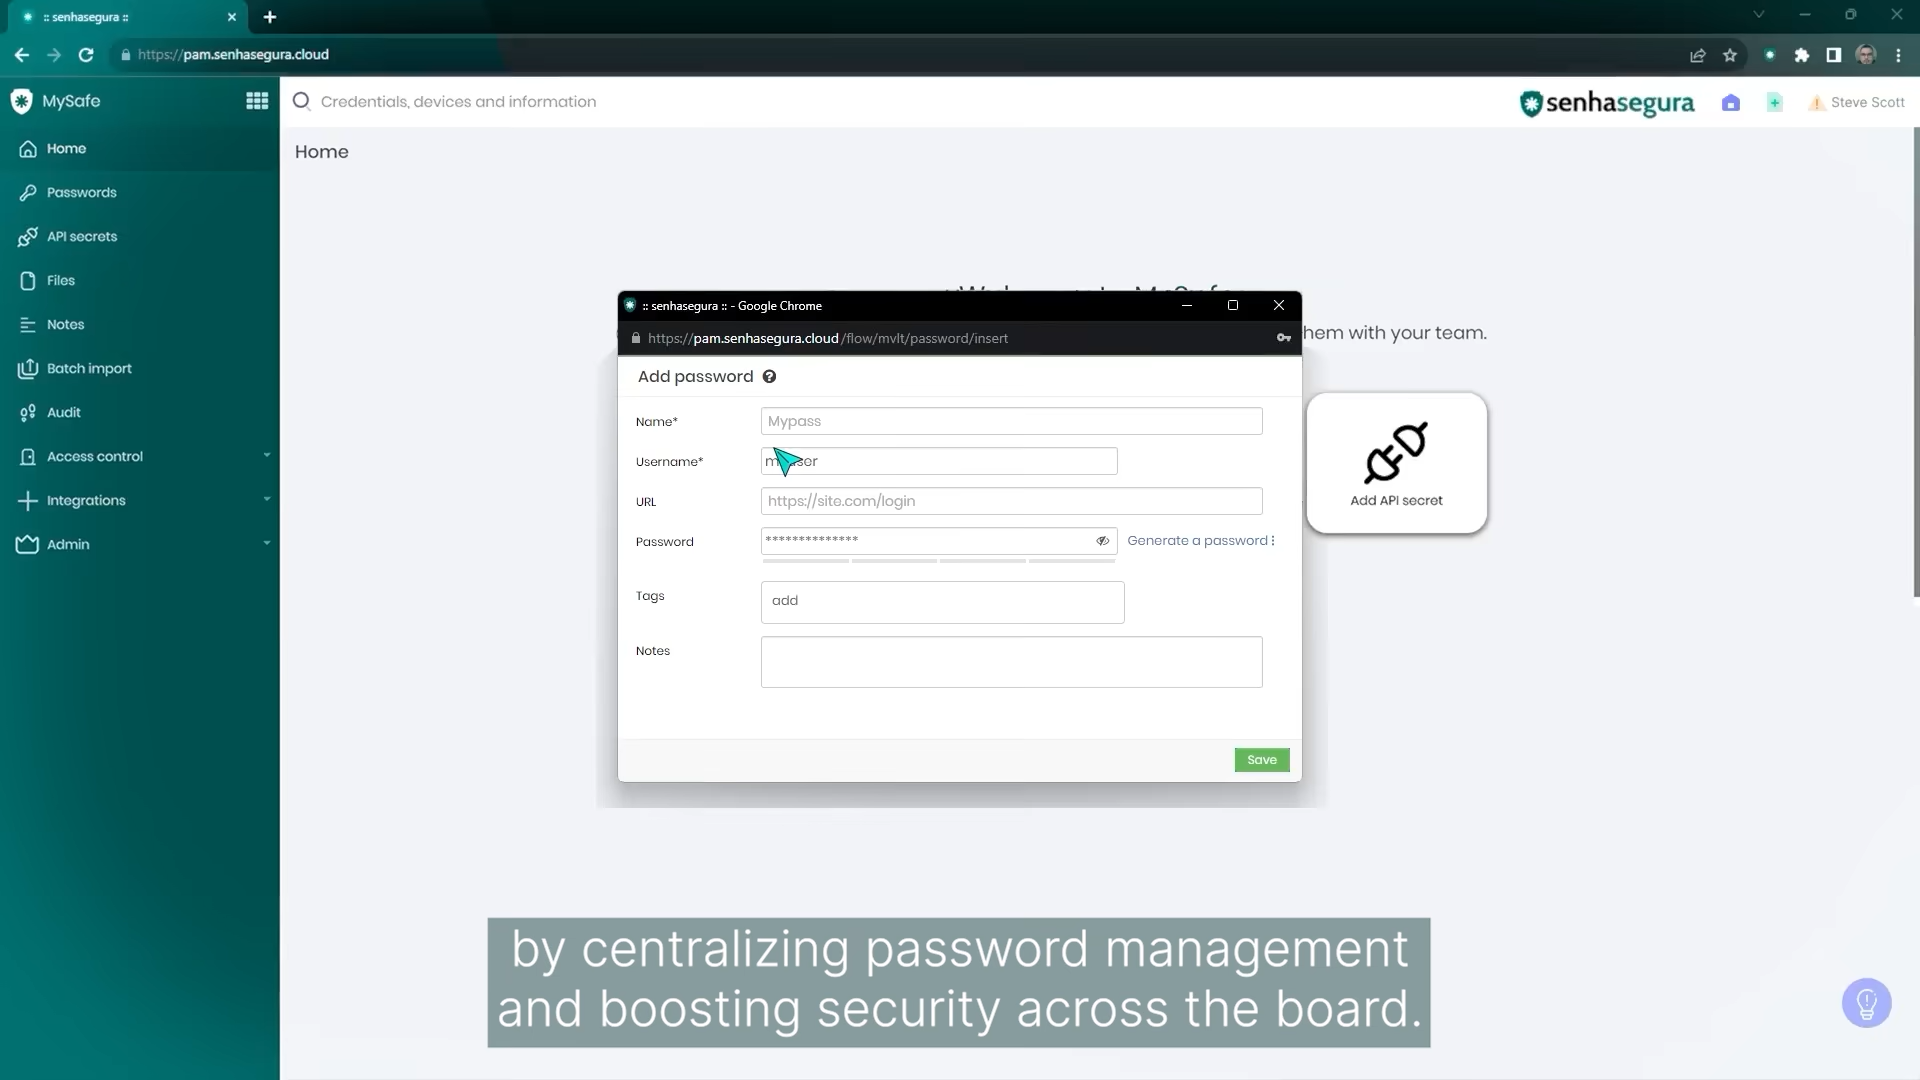 :: senhasegura ::
https://pam.senhasegura.cloud
MySafe
Credentials, devices and information
senhasegura
Steve Scott
Home
Passwords
API secrets
Files
Notes
Batch import
Audit
Access control
Integrations
Admin
Home
hem with your team.
:: senhasegura :: - Google Chrome
https://pam.senhasegura.cloud/flow/mvlt/password/insert
Add password
Name*
Mypass
Username*
URL
https://site.com/login
Password
**************
Generate a password
Tags
add
Notes
Save
Add API secret
by centralizing password management
and boosting security across the board.